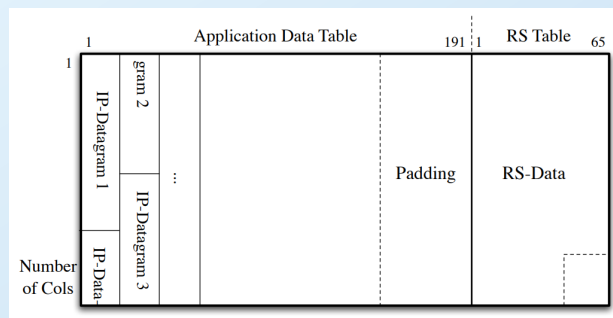 Application Data Table
RS Table
1
191
1
65
1
IP-Datagram 1
IP-Data-
gram 2
IP-Datagram 3
...
Padding
RS-Data
Number
of Cols